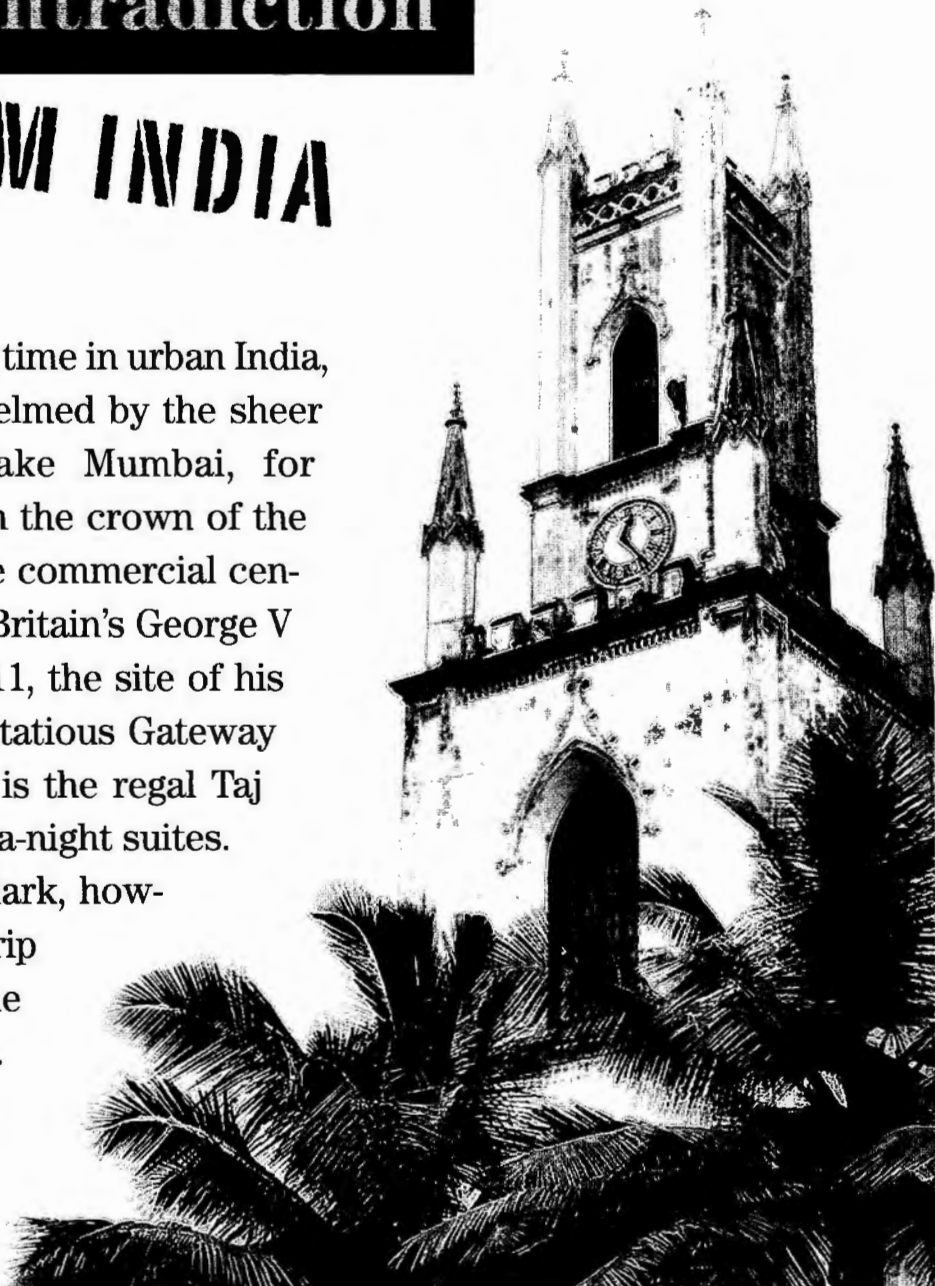 ntradiction
M INDIA
time in urban India,
elmed by the sheer
ake Mumbai, for
n the crown of the
e commercial cen-
Britain's George V
11, the site of his
tatious Gateway
is the regal Taj
a-night suites.
ark, how-
rip
e
.